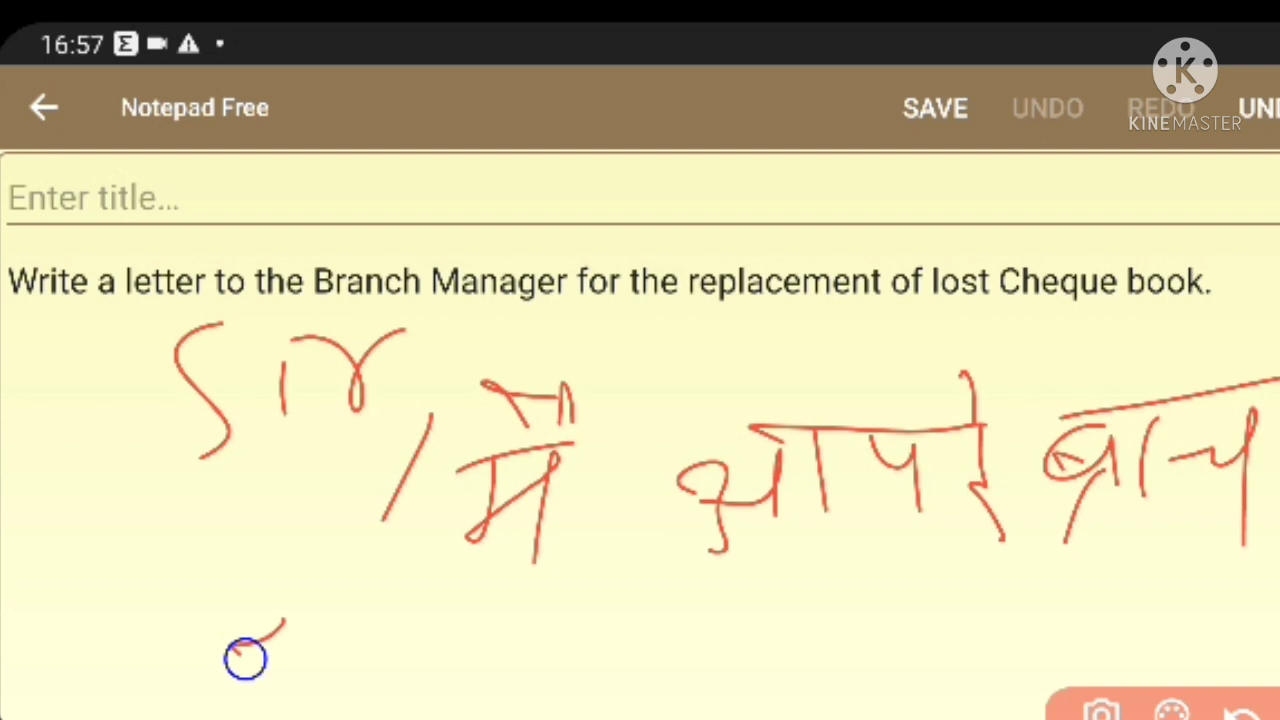 16:57
Notepad Free SAVE UNDO REDO UND
KINEMASTER
Enter title...
Write a letter to the Branch Manager for the replacement of lost Cheque book.
Sir, मैं